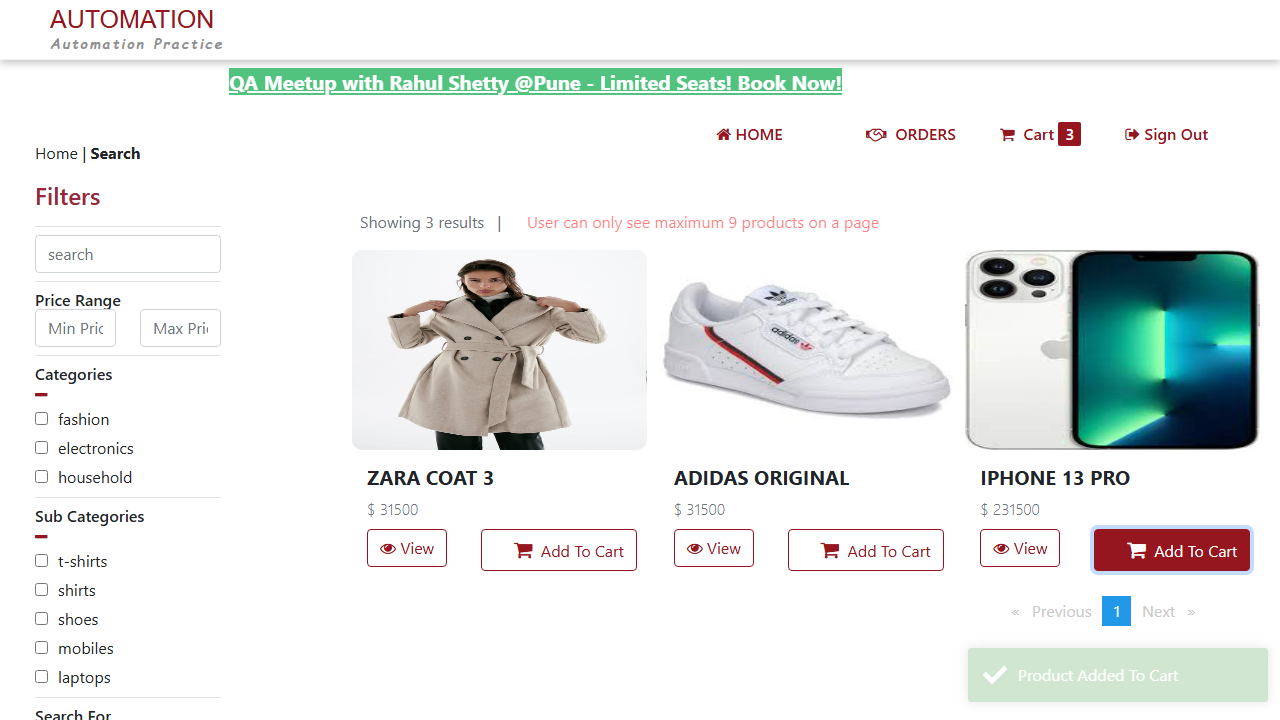 AUTOMATION
Automation Practice
QA Meetup with Rahul Shetty @Pune - Limited Seats! Book Now!
HOME ORDERS Cart 3 Sign Out
Home | Search
Filters
Showing 3 results | User can only see maximum 9 products on a page
search
Price Range
Min Pric Max Pric
Categories
fashion
electronics
household
Sub Categories
t-shirts
shirts
shoes
mobiles
laptops
Search For
adidas
ZARA COAT 3 ADIDAS ORIGINAL IPHONE 13 PRO
$ 31500 $ 31500 $ 231500
View Add To Cart View Add To Cart View Add To Cart
« Previous 1 Next »
Product Added To Cart